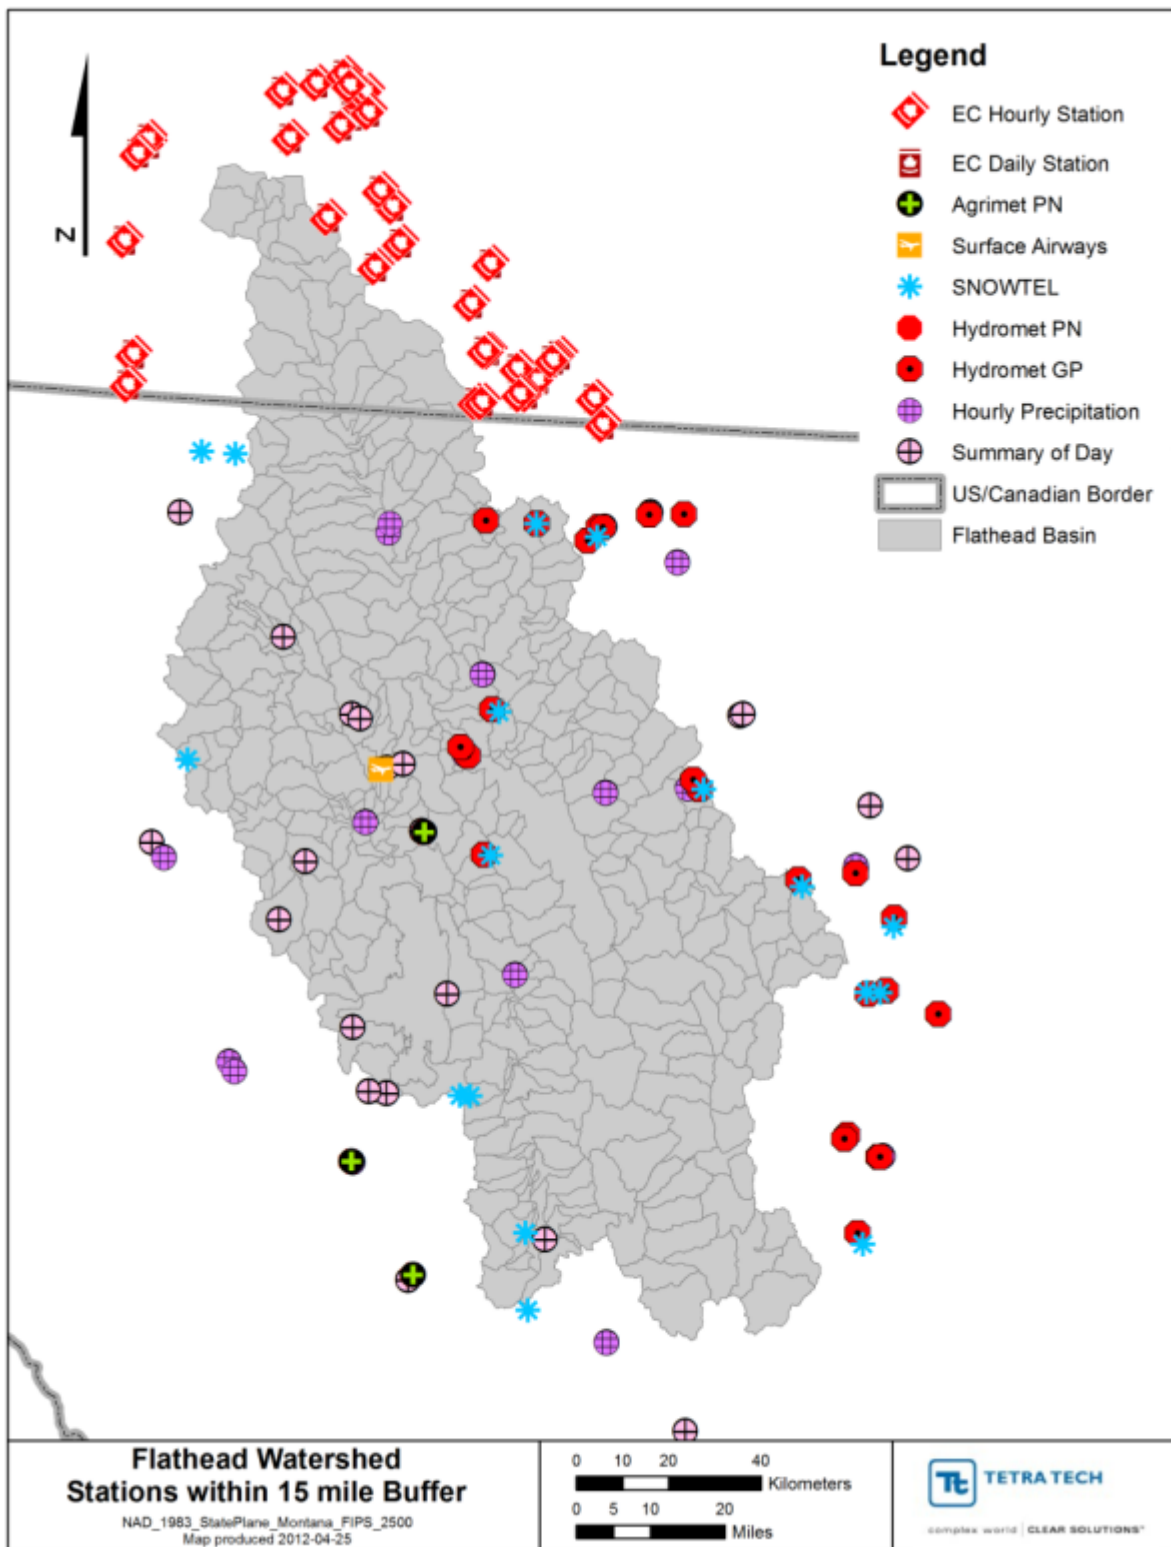 Legend
EC Hourly Station
EC Daily Station
Agrimet PN
Surface Airways
SNOWTEL
Hydromet PN
Hydromet GP
Hourly Precipitation
Summary of Day
US/Canadian Border
Flathead Basin
N
Flathead Watershed
Stations within 15 mile Buffer
NAD_1983_StatePlane_Montana_FIPS_2500
Map produced 2012-04-25
0 10 20 40
Kilometers
0 5 10 20
Miles
Tt TETRA TECH
complex world | CLEAR SOLUTIONS™